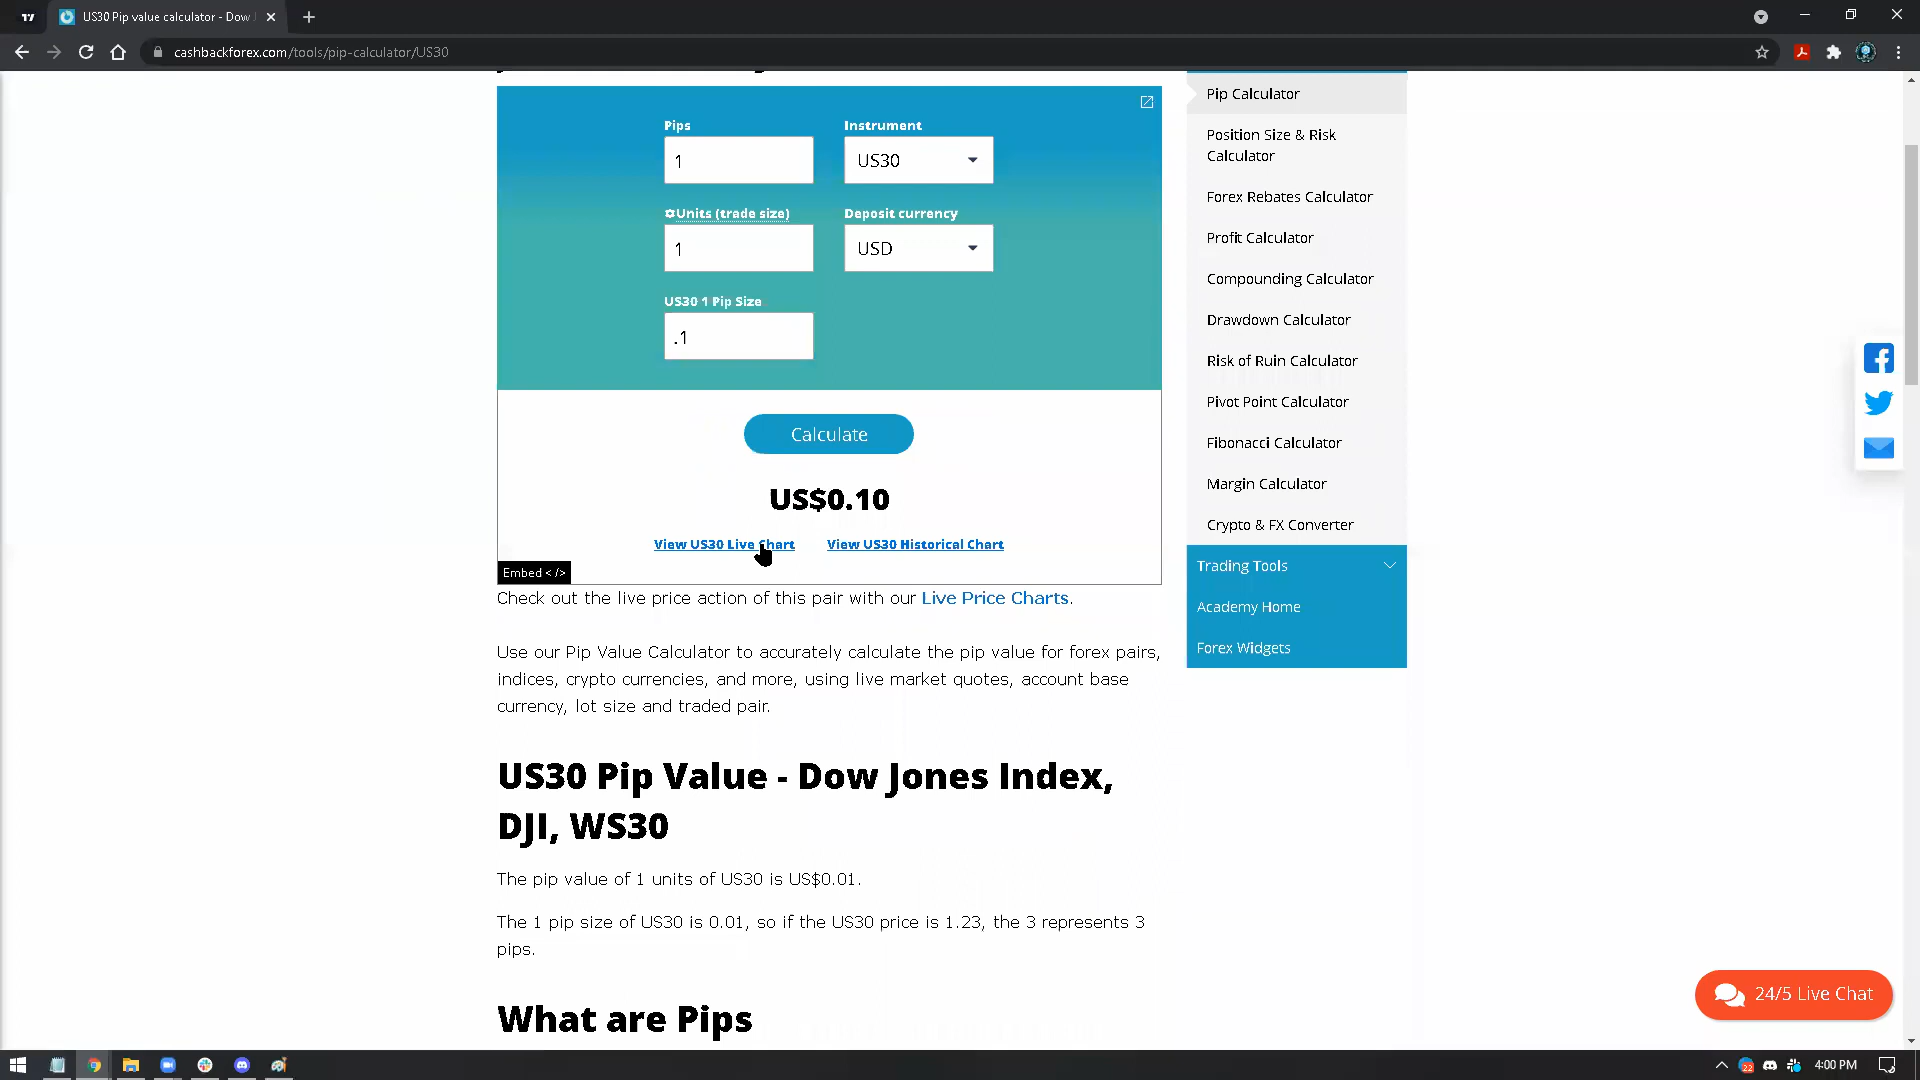 US30 Pip value calculator - Dow J
cashbackforex.com/tools/pip-calculator/US30
Pips
Instrument
1
US30
Units (trade size)
Deposit currency
1
USD
US30 1 Pip Size
.1
Calculate
US$0.10
View US30 Live Chart
View US30 Historical Chart
Embed < />
Check out the live price action of this pair with our Live Price Charts.
Use our Pip Value Calculator to accurately calculate the pip value for forex pairs,
indices, crypto currencies, and more, using live market quotes, account base
currency, lot size and traded pair.
US30 Pip Value - Dow Jones Index,
DJI, WS30
The pip value of 1 units of US30 is US$0.01.
The 1 pip size of US30 is 0.01, so if the US30 price is 1.23, the 3 represents 3
pips.
What are Pips
Pip Calculator
Position Size & Risk
Calculator
Forex Rebates Calculator
Profit Calculator
Compounding Calculator
Drawdown Calculator
Risk of Ruin Calculator
Pivot Point Calculator
Fibonacci Calculator
Margin Calculator
Crypto & FX Converter
Trading Tools
Academy Home
Forex Widgets
24/5 Live Chat
22
4:00 PM